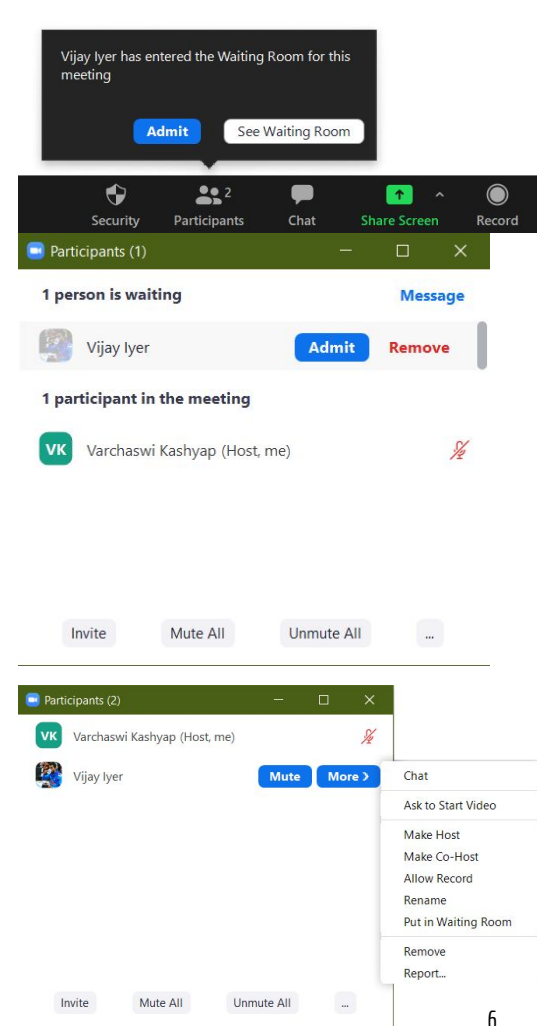 Vijay Iyer has entered the Waiting Room for this
meeting
Admit See Waiting Room
2
Security Participants Chat Share Screen Record
Participants (1)
1 person is waiting Message
Vijay Iyer Admit Remove
1 participant in the meeting
VK Varchaswi Kashyap (Host, me)
Invite Mute All Unmute All ...
Participants (2)
VK Varchaswi Kashyap (Host, me)
Vijay Iyer Mute More >
Chat
Ask to Start Video
Make Host
Make Co-Host
Allow Record
Rename
Put in Waiting Room
Remove
Report...
Invite Mute All Unmute All ...
6